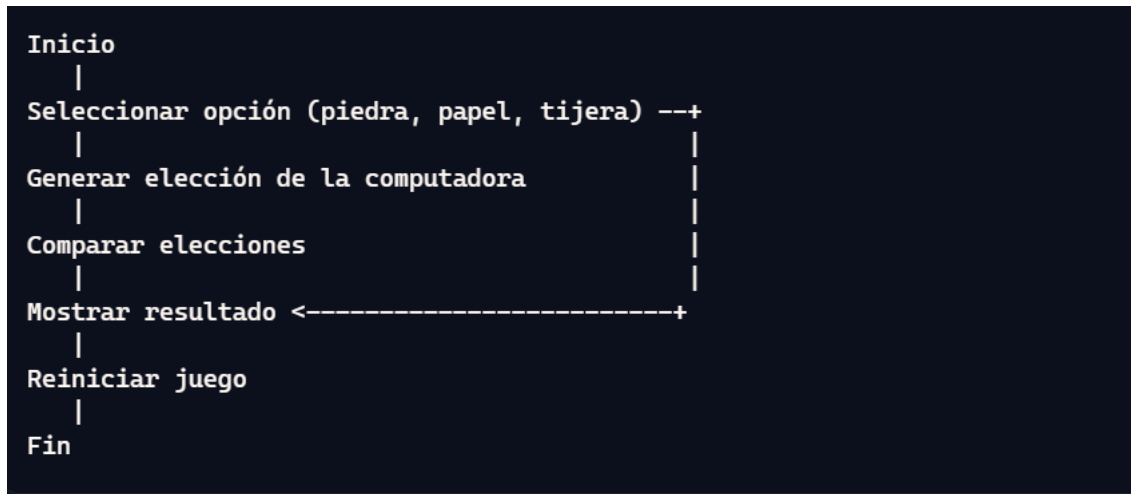 Inicio
|
Seleccionar opción (piedra, papel, tijera) --+
| |
Generar elección de la computadora |
| |
Comparar elecciones |
| |
Mostrar resultado <-------------------------+
|
Reiniciar juego
|
Fin